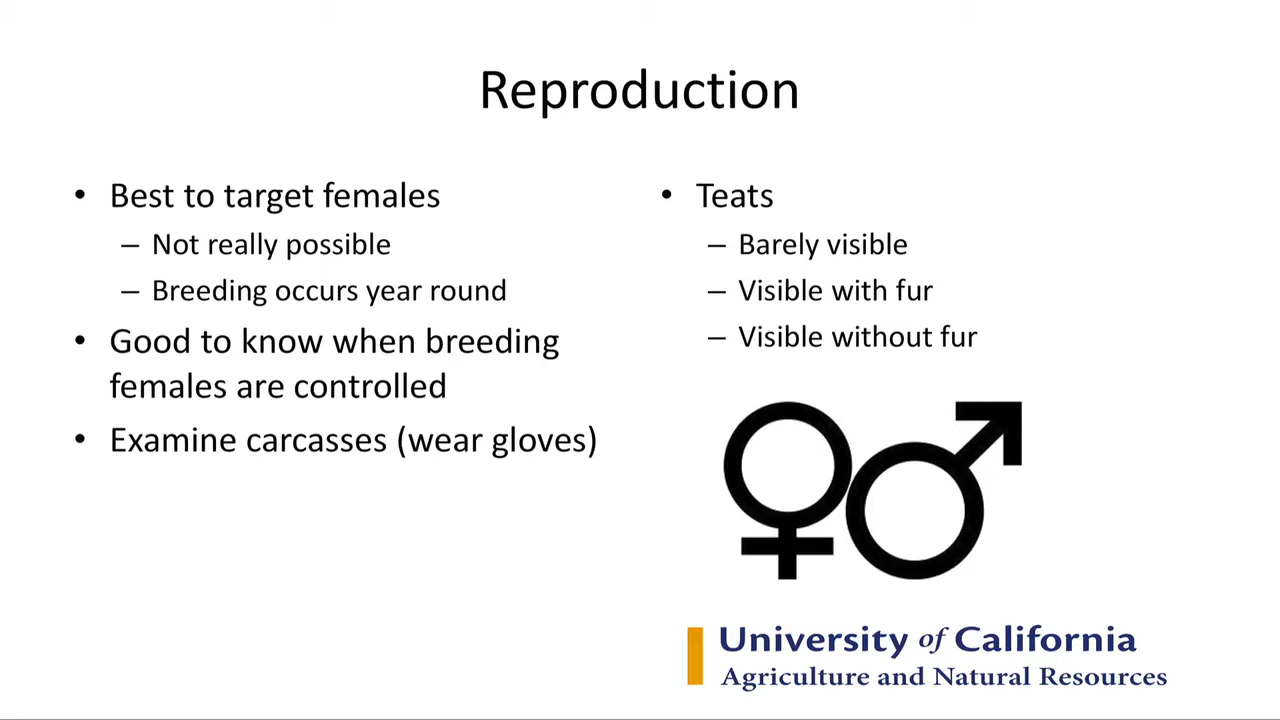 Reproduction
• Best to target females
– Not really possible
– Breeding occurs year round
• Good to know when breeding
females are controlled
• Examine carcasses (wear gloves)
• Teats
– Barely visible
– Visible with fur
– Visible without fur
University of California
Agriculture and Natural Resources